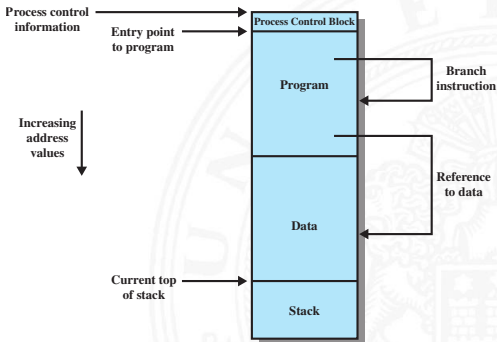 Process control
information
Process Control Block
Entry point
to program
Program
Branch
instruction
Increasing
address
values
Reference
to data
Data
Current top
of stack
Stack